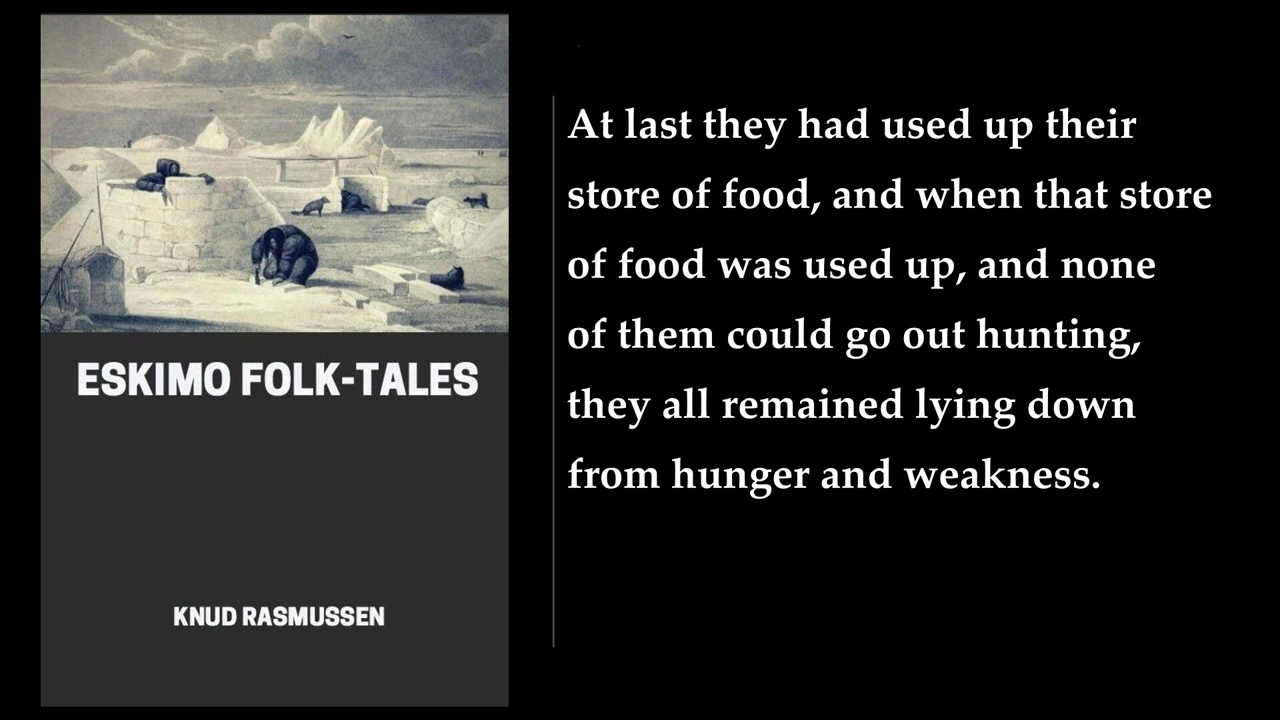 ESKIMO FOLK-TALES
KNUD RASMUSSEN
At last they had used up their
store of food, and when that store
of food was used up, and none
of them could go out hunting,
they all remained lying down
from hunger and weakness.